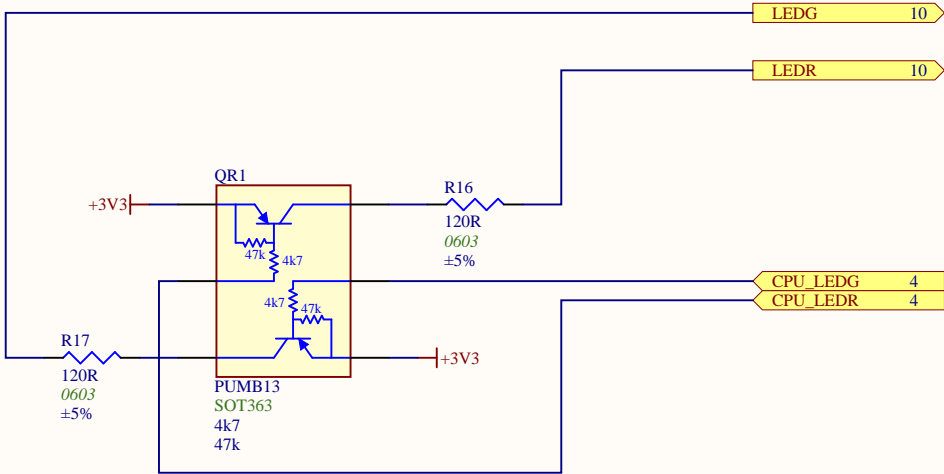 LEDG 10
LEDR 10
QR1
+3V3
47k
4k7
R16
120R
0603
±5%
4k7
47k
CPU_LEDG 4
CPU_LEDR 4
+3V3
R17
120R
0603
±5%
PUMB13
SOT363
4k7
47k